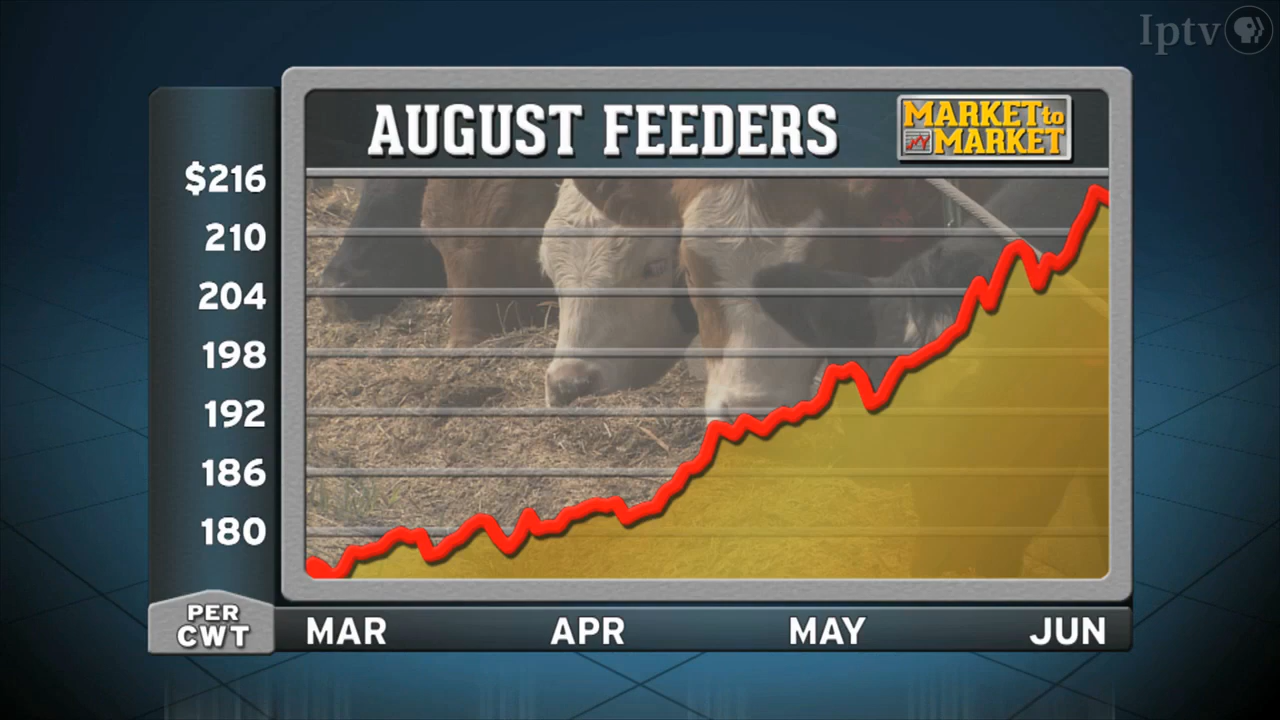 Iptv
AUGUST FEEDERS
MARKET to
MARKET
$216
210
204
198
192
186
180
PER
CWT
MAR APR MAY JUN